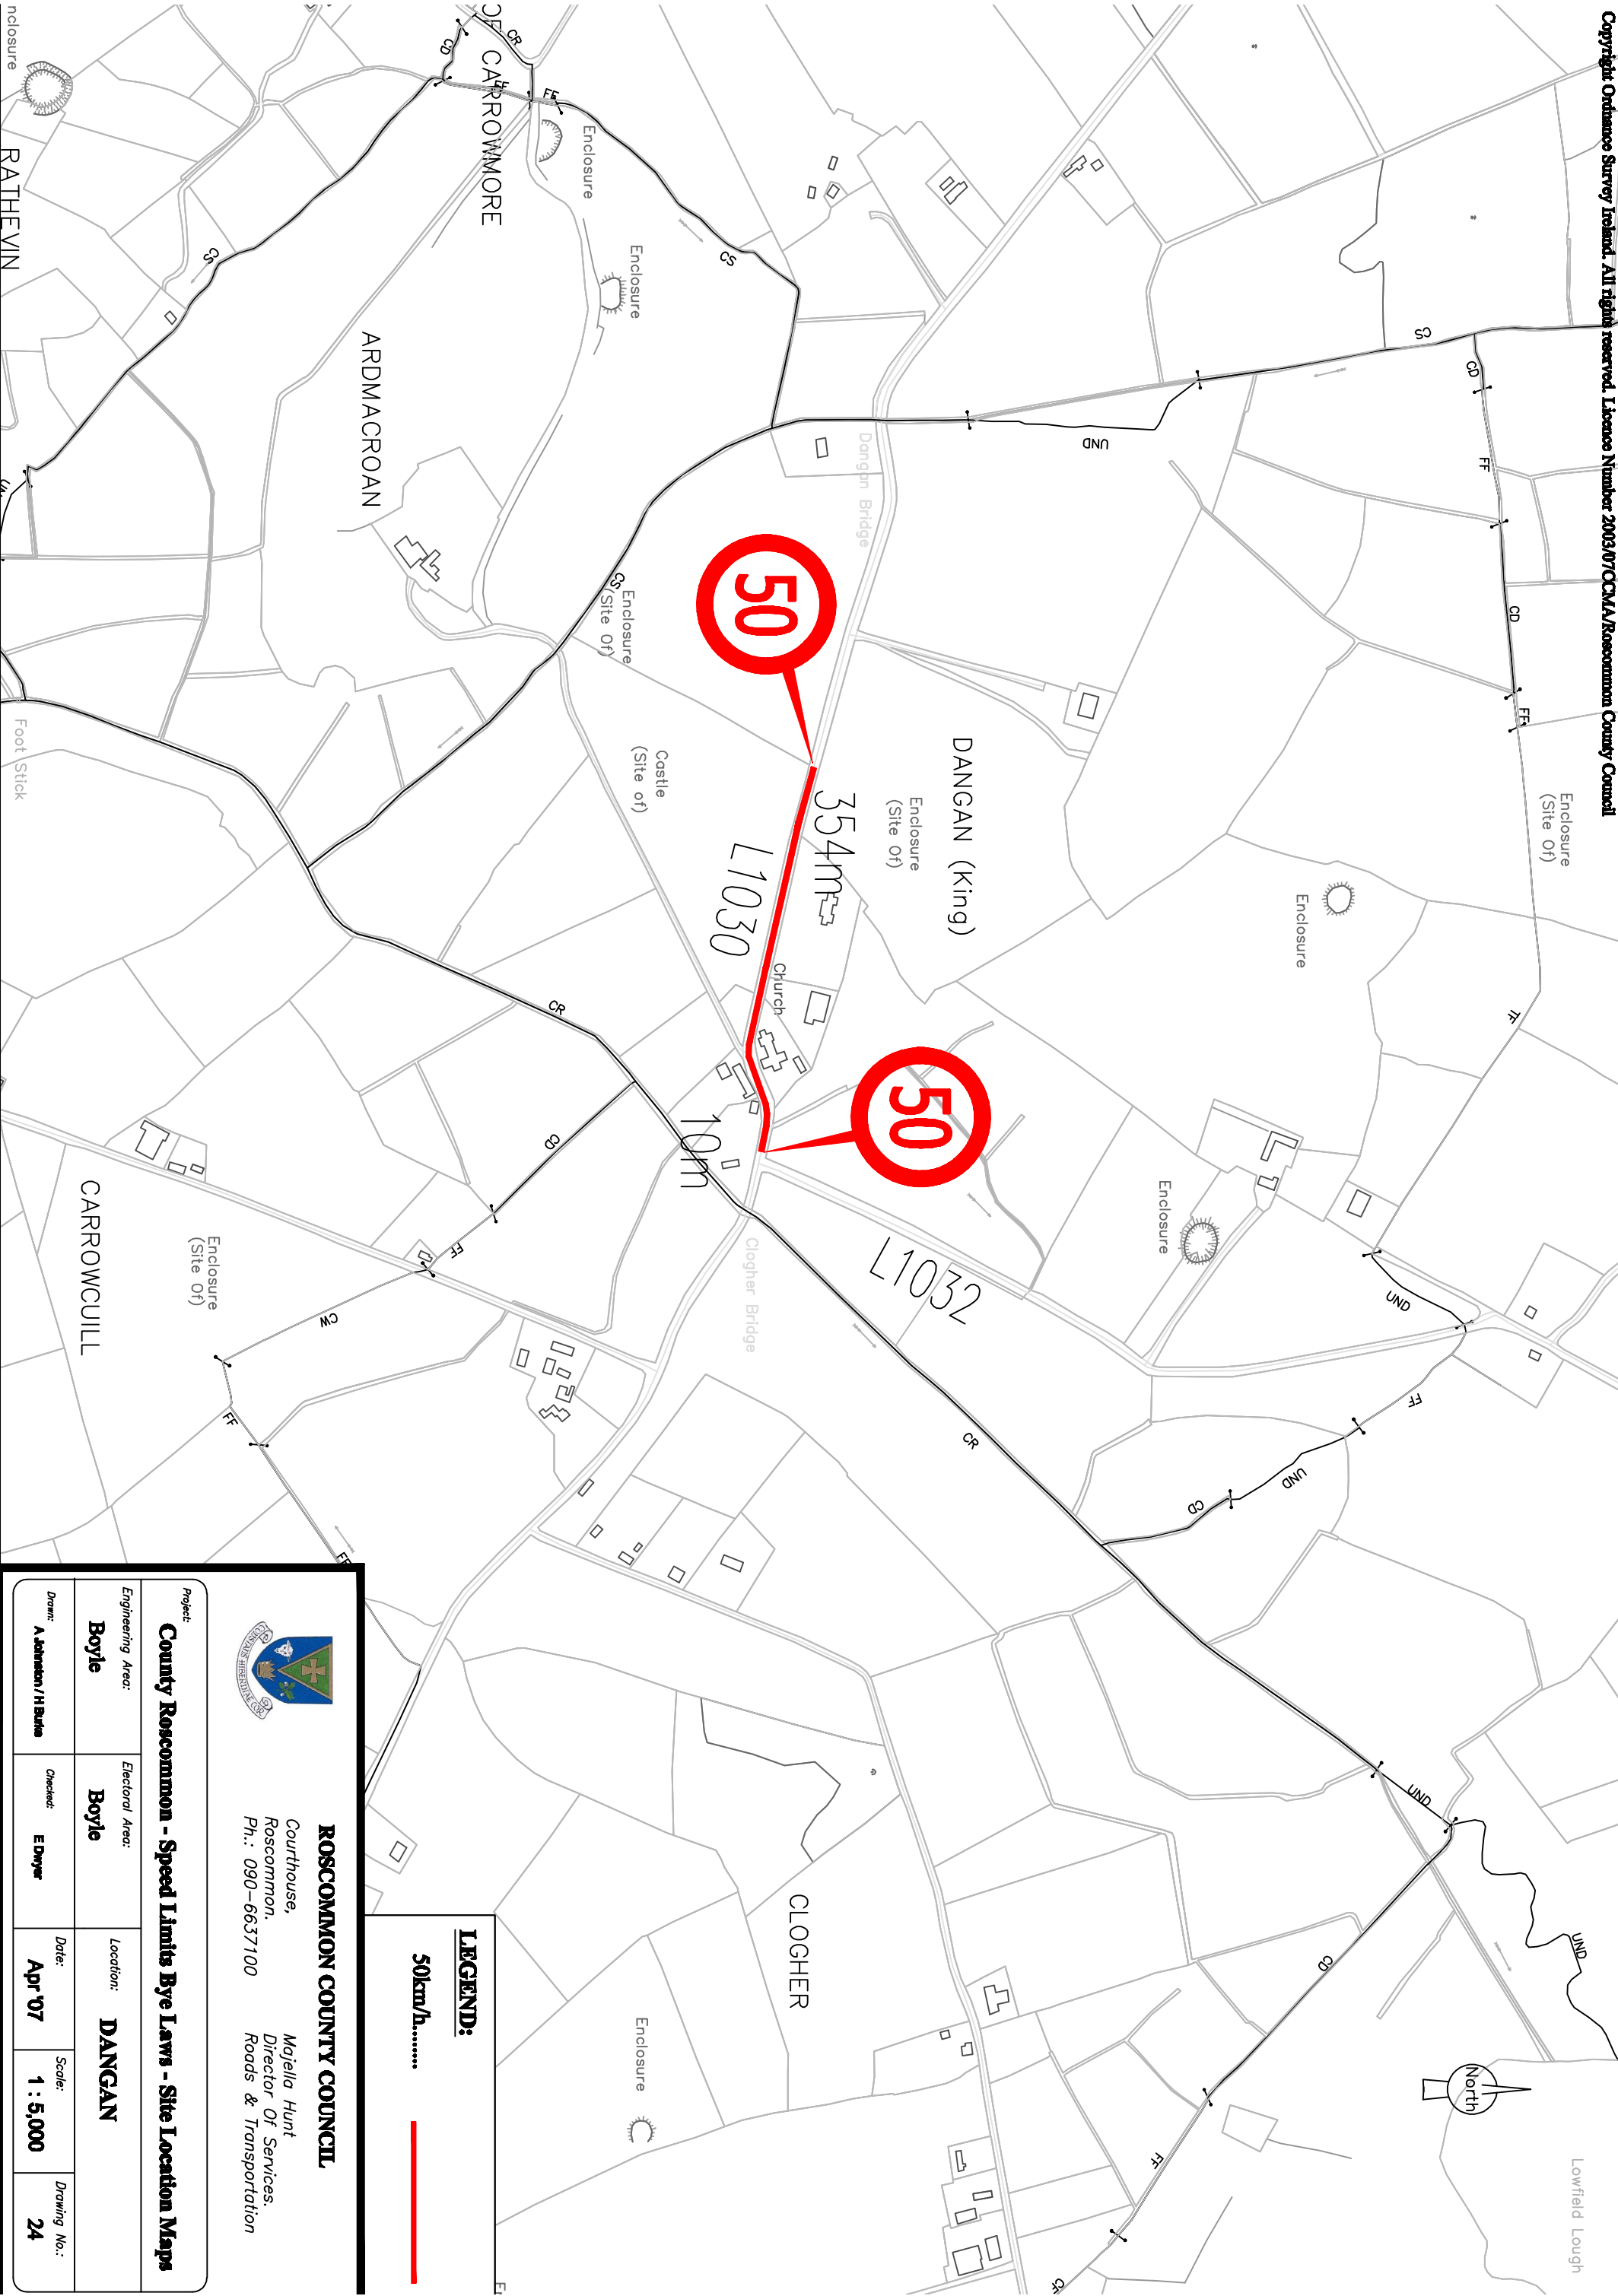 Copyright Ordnance Survey Ireland. All rights reserved. Licence Number 2003/07CCMA/Roscommon County Council
Lowfield Lough
North
UND
CS
CD
FF
CD
FF
Enclosure
(Site Of)
TF
UND
UND
FF
UND
CD
UND
CD
FF
Enclosure
Enclosure
DANGAN (King)
Enclosure
(Site Of)
L1032
CR
50
Dangan Bridge
354m
50
Church
CLOGHER
Clogher Bridge
L1030
50
10m
CS
Castle
(Site of)
Enclosure
Enclosure
Enclosure
(Site Of)
CS
Enclosure
CR
CD
FF
FF
CR
OF CARROWMORE
FF
CD
ARDMACROAN
CS
CW
FF
FF
Enclosure
(Site Of)
CARROWCUILL
RATHEVIN
nclosure
Foot Stick
LEGEND:
50km/h........
ROSCOMMON COUNTY COUNCIL
Courthouse,
Roscommon.
Ph.: 090-6637100
Majella Hunt
Director Of Services.
Roads & Transportation
Project:
County Roscommon - Speed Limits Bye Laws - Site Location Maps
Engineering Area:
Boyle
Electoral Area:
Boyle
Location:
DANGAN
Drawn:
A Johnston / H Burke
Checked:
E Dwyer
Date:
Apr '07
Scale:
1 : 5,000
Drawing No.:
24